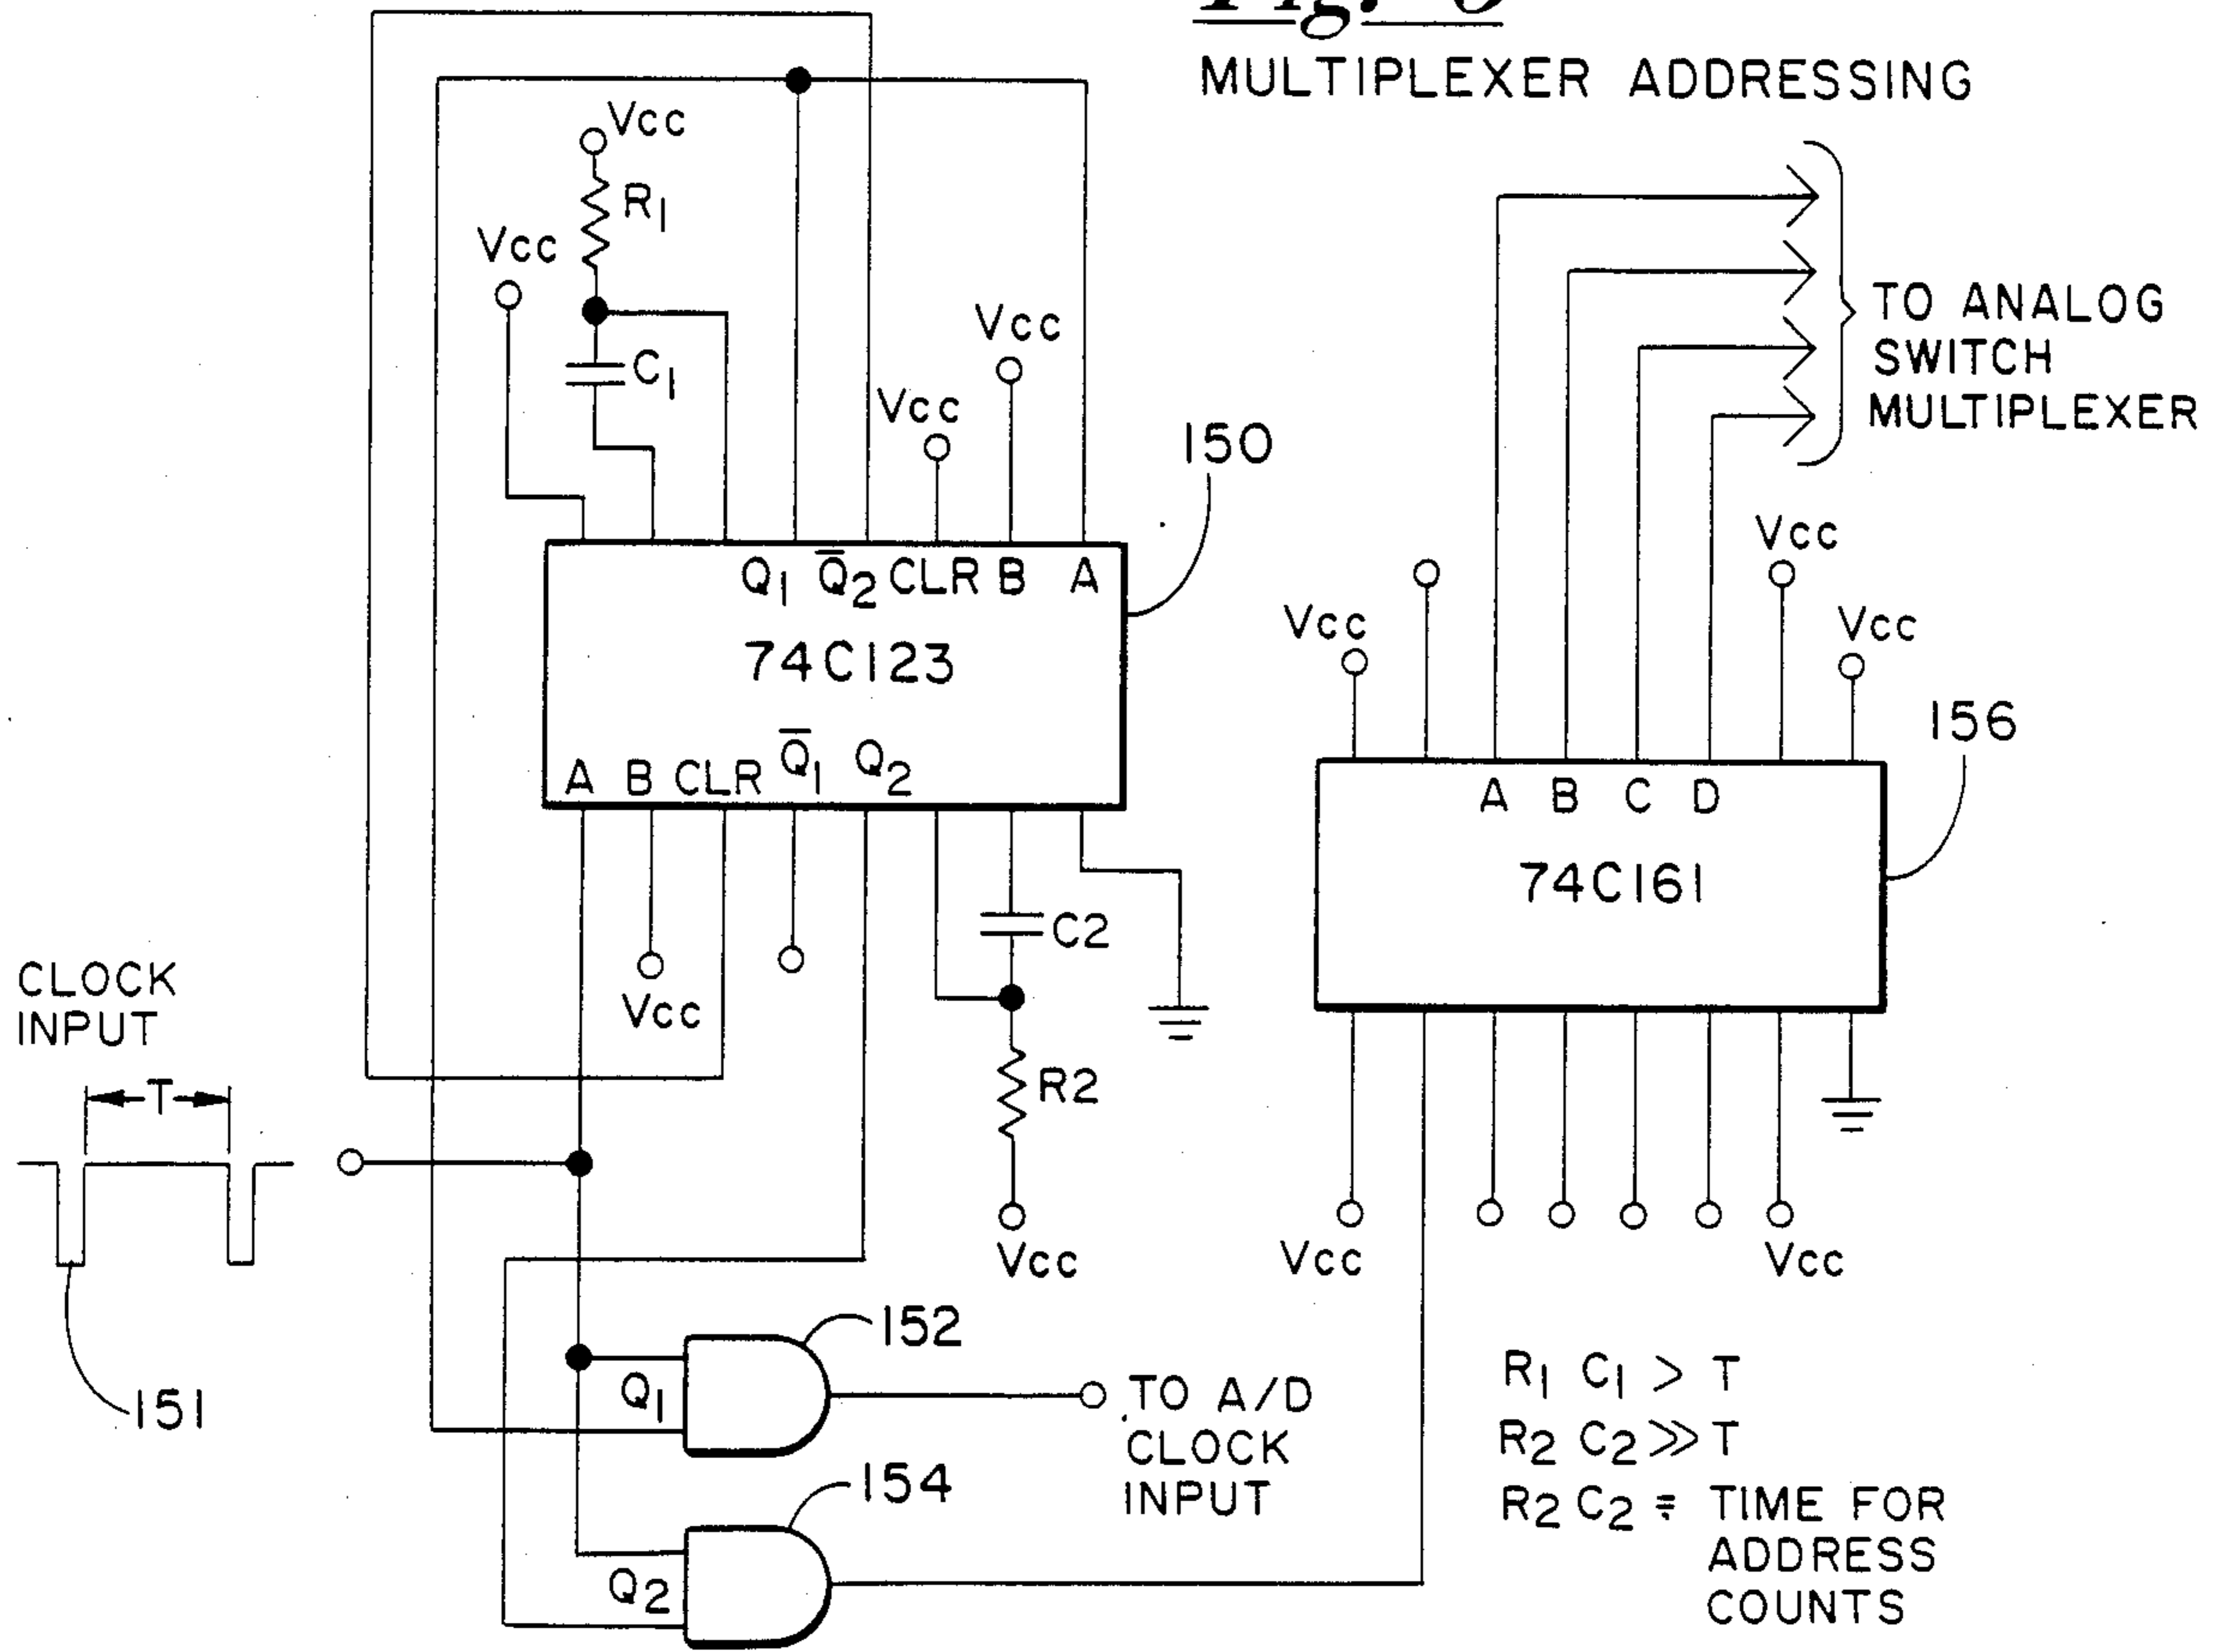 Fig.
MULTIPLEXER ADDRESSING
Vcc
R1
Vcc
C1
Vcc
Vcc
150
TO ANALOG
SWITCH
MULTIPLEXER
Q1 Q̅2 CLR B A
74C123
A B CLR Q̅1 Q2
Vcc
Vcc
Vcc
156
A B C D
74C161
C2
Vcc
R2
Vcc
CLOCK
INPUT
T
151
Vcc
Vcc
152
Q1
TO A/D
CLOCK
INPUT
154
Q2
R1 C1 > T
R2 C2 >> T
R2 C2 = TIME FOR
ADDRESS
COUNTS